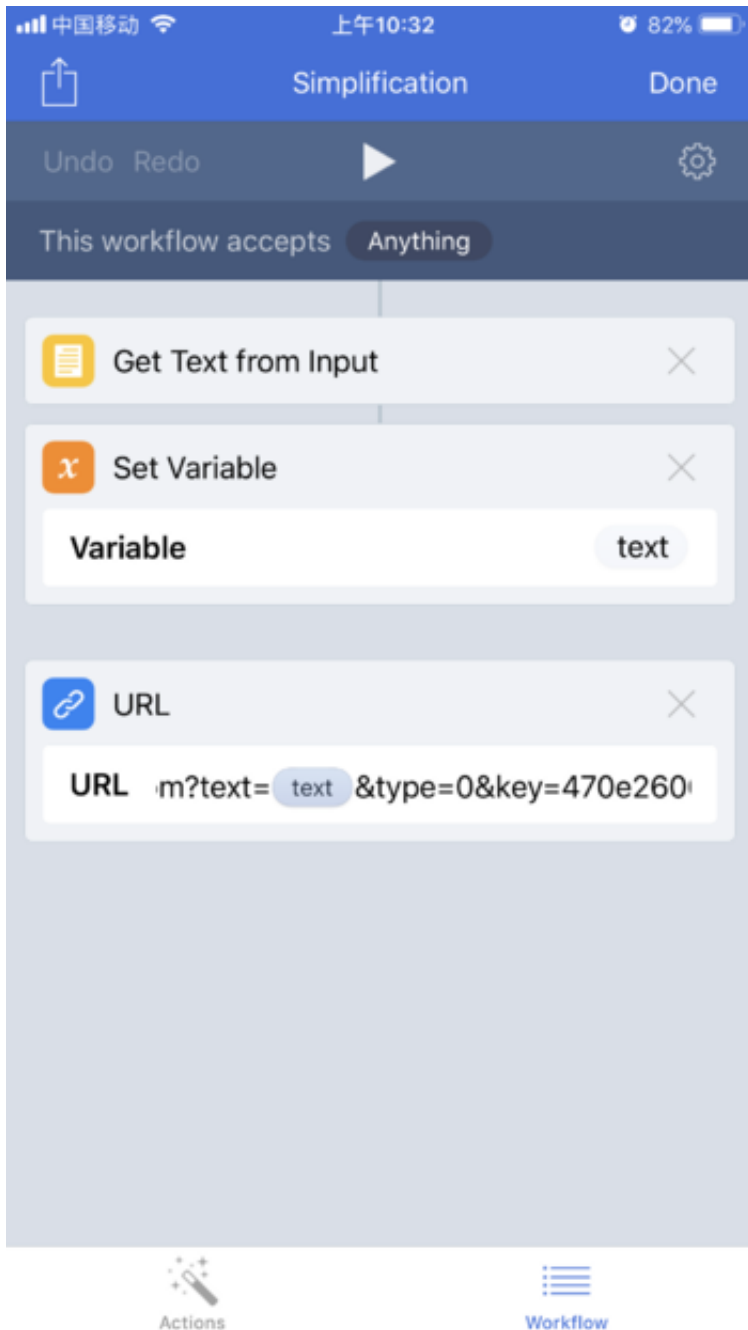 中国移动 上午10:32 82%
Simplification Done
Undo Redo
This workflow accepts Anything
Get Text from Input
Set Variable
Variable text
URL
URL m?text= text &type=0&key=470e260
Actions Workflow